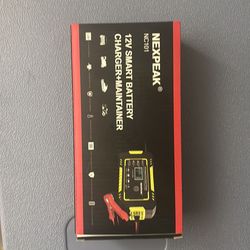 NEXPEAK®
NC101
12V SMART BATTERY
CHARGER+MAINTAINER